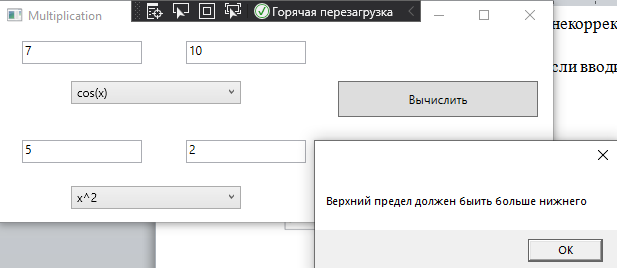 Multiplication
Горячая перезагрузка
некоррек
7 10
cos(x)
сли вводи
Вычислить
5 2
x^2
Верхний предел должен быить больше нижнего
OK